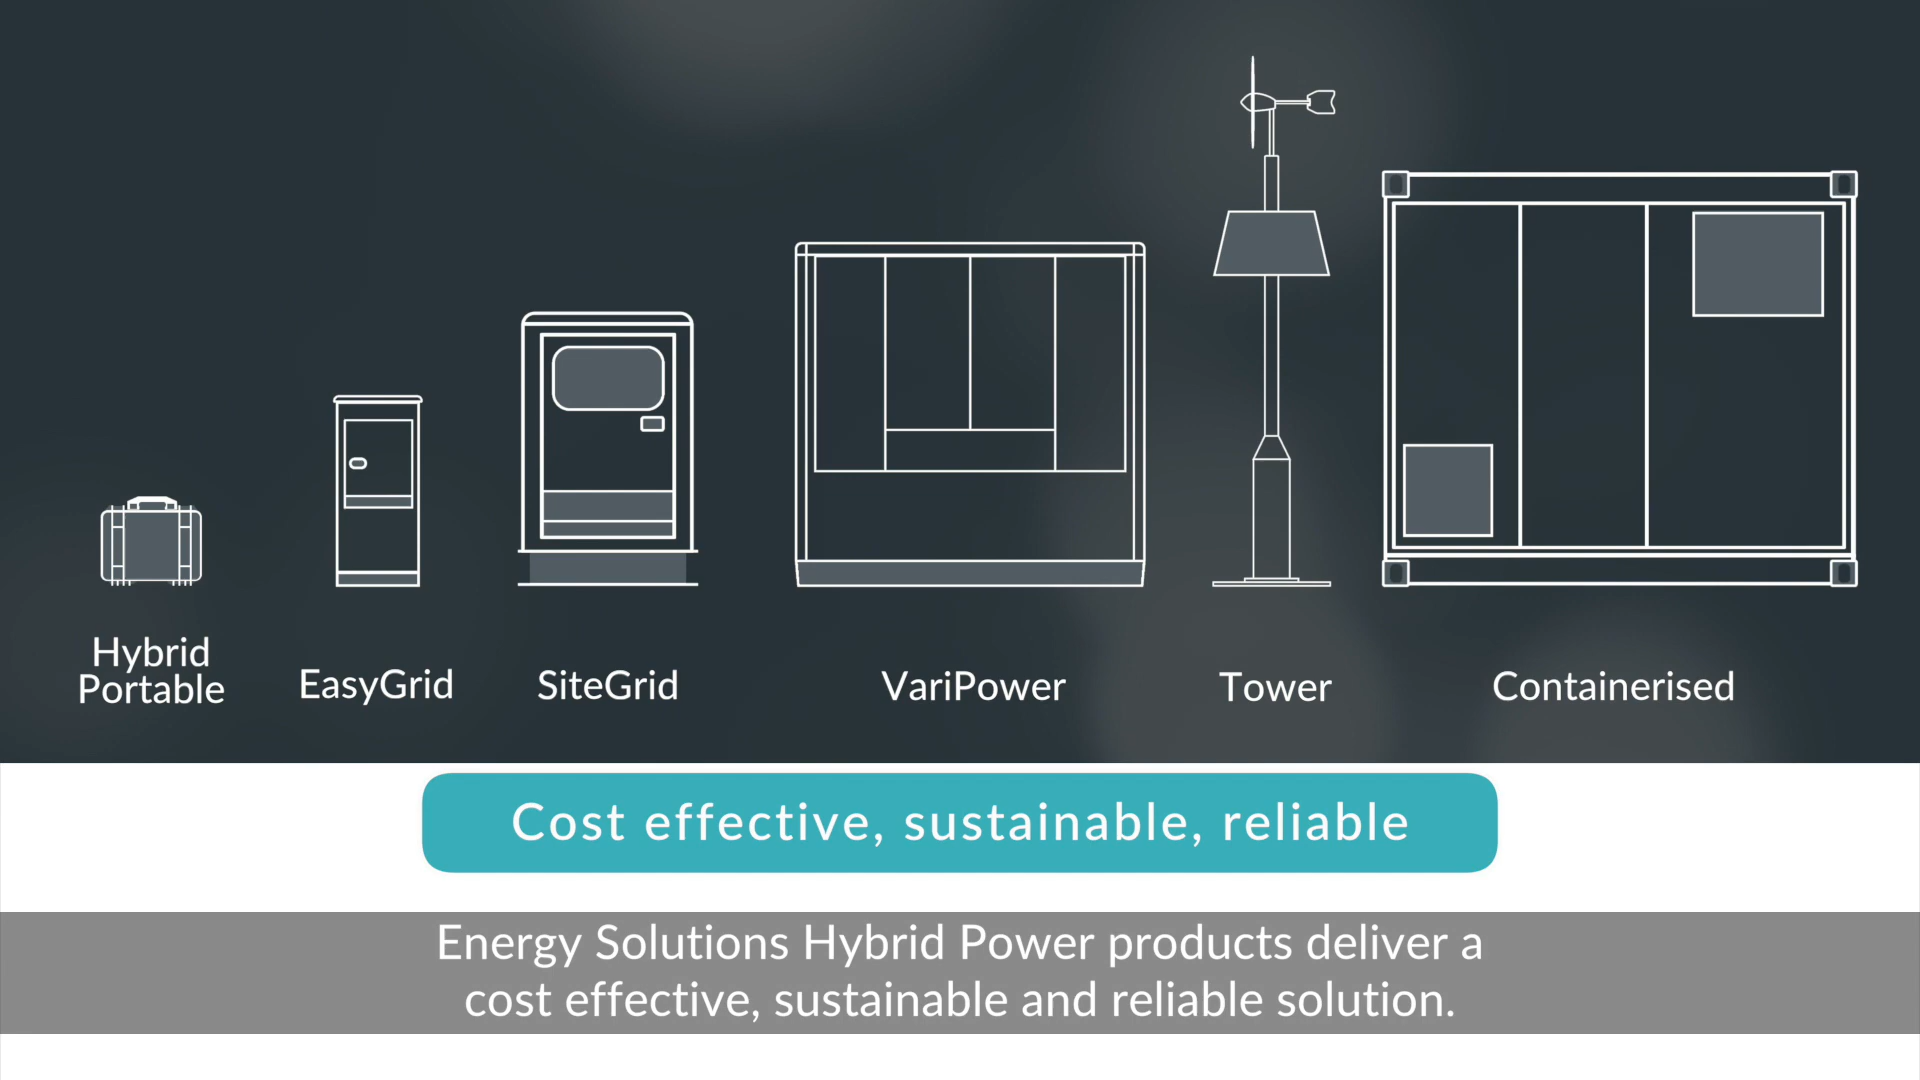 Hybrid
Portable
EasyGrid
SiteGrid
VariPower
Tower
Containerised
Cost effective, sustainable, reliable
Energy Solutions Hybrid Power products deliver a
cost effective, sustainable and reliable solution.